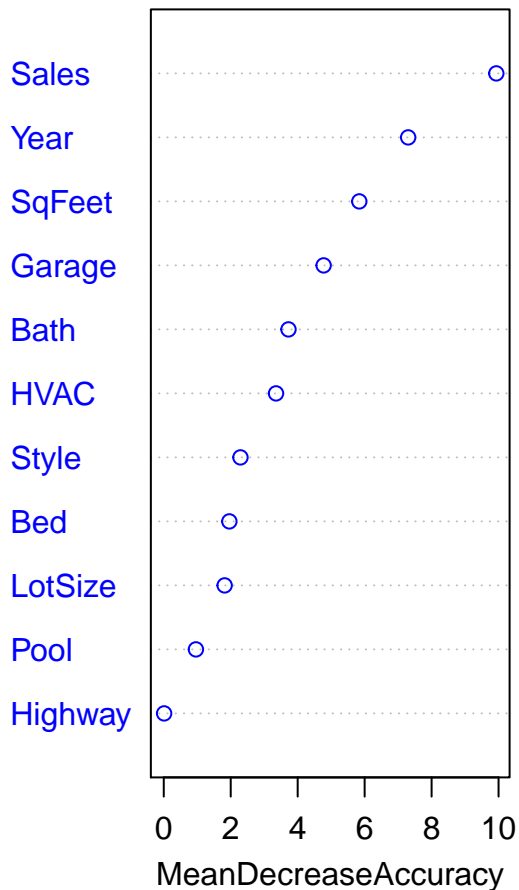 Sales
Year
SqFeet
Garage
Bath
HVAC
Style
Bed
LotSize
Pool
Highway
0 2 4 6 8 10
MeanDecreaseAccuracy